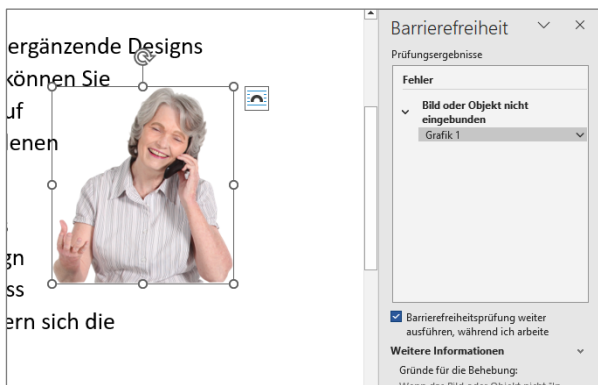 ergänzende Designs
können Sie
uf
lenen
gn
ss
ern sich die
Barrierefreiheit
Prüfungsergebnisse
Fehler
Bild oder Objekt nicht
eingebunden
Grafik 1
Barrierefreiheitsprüfung weiter
ausführen, während ich arbeite
Weitere Informationen
Gründe für die Behebung: